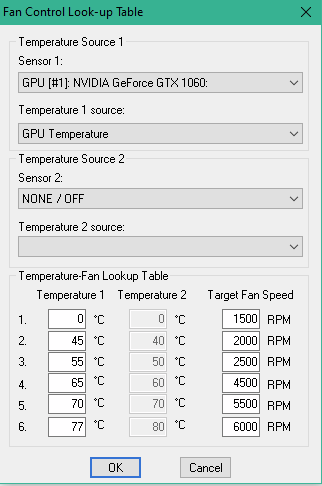 Fan Control Look-up Table
Temperature Source 1
Sensor 1:
GPU [#1]: NVIDIA GeForce GTX 1060:
Temperature 1 source:
GPU Temperature
Temperature Source 2
Sensor 2:
NONE / OFF
Temperature 2 source:
Temperature-Fan Lookup Table
Temperature 1 Temperature 2 Target Fan Speed
1. 0 °C 0 °C 1500 RPM
2. 45 °C 40 °C 2000 RPM
3. 55 °C 50 °C 2500 RPM
4. 65 °C 60 °C 4500 RPM
5. 70 °C 70 °C 5500 RPM
6. 77 °C 80 °C 6000 RPM
OK Cancel